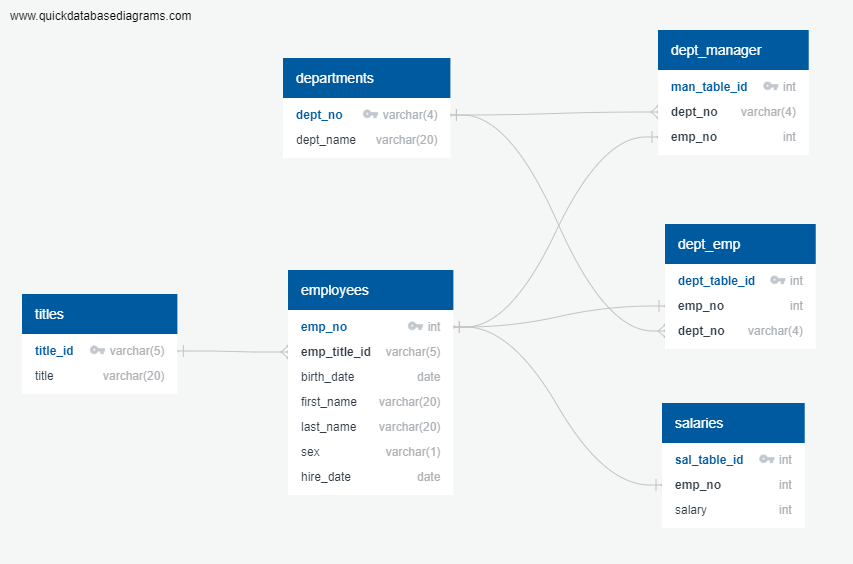 www.quickdatabasediagrams.com
departments
dept_no varchar(4)
dept_name varchar(20)
dept_manager
man_table_id int
dept_no varchar(4)
emp_no int
titles
title_id varchar(5)
title varchar(20)
employees
emp_no int
emp_title_id varchar(5)
birth_date date
first_name varchar(20)
last_name varchar(20)
sex varchar(1)
hire_date date
dept_emp
dept_table_id int
emp_no int
dept_no varchar(4)
salaries
sal_table_id int
emp_no int
salary int